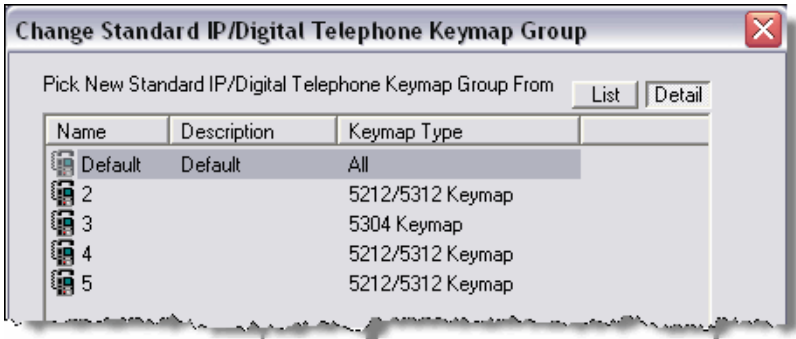 Change Standard IP/Digital Telephone Keymap Group
Pick New Standard IP/Digital Telephone Keymap Group From List Detail
Name Description Keymap Type
Default Default All
2 5212/5312 Keymap
3 5304 Keymap
4 5212/5312 Keymap
5 5212/5312 Keymap